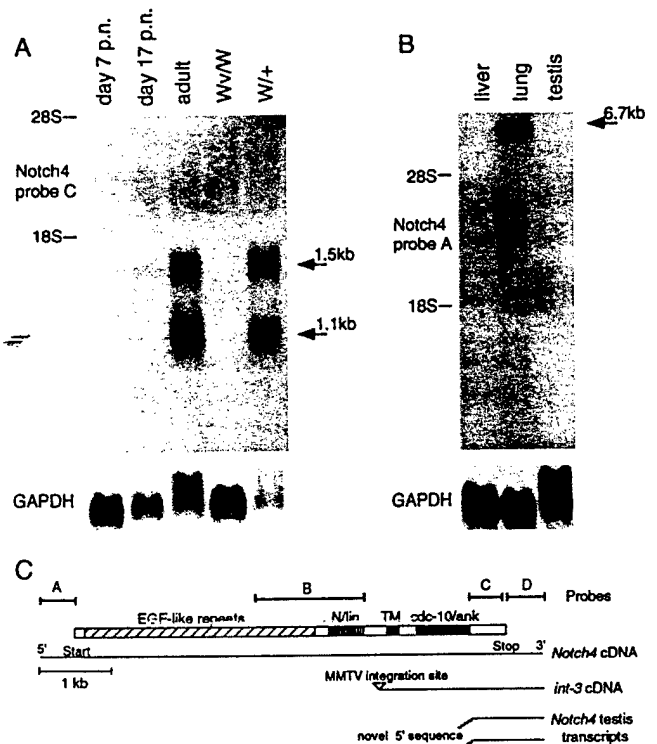 A
day 7 p.n.
day 17 p.n.
adult
Wv/W
W/+
28S
Notch4
probe C
18S
1.5kb
1.1kb
GAPDH
B
liver
lung
testis
6.7kb
28S
Notch4
probe A
18S
GAPDH
C
A B C D Probes
EGF-like repeats N/lin TM cdc-10/ank
5' Start Stop 3' Notch4 cDNA
1 kb
MMTV integration site
int-3 cDNA
Notch4 testis
novel 5' sequence transcripts